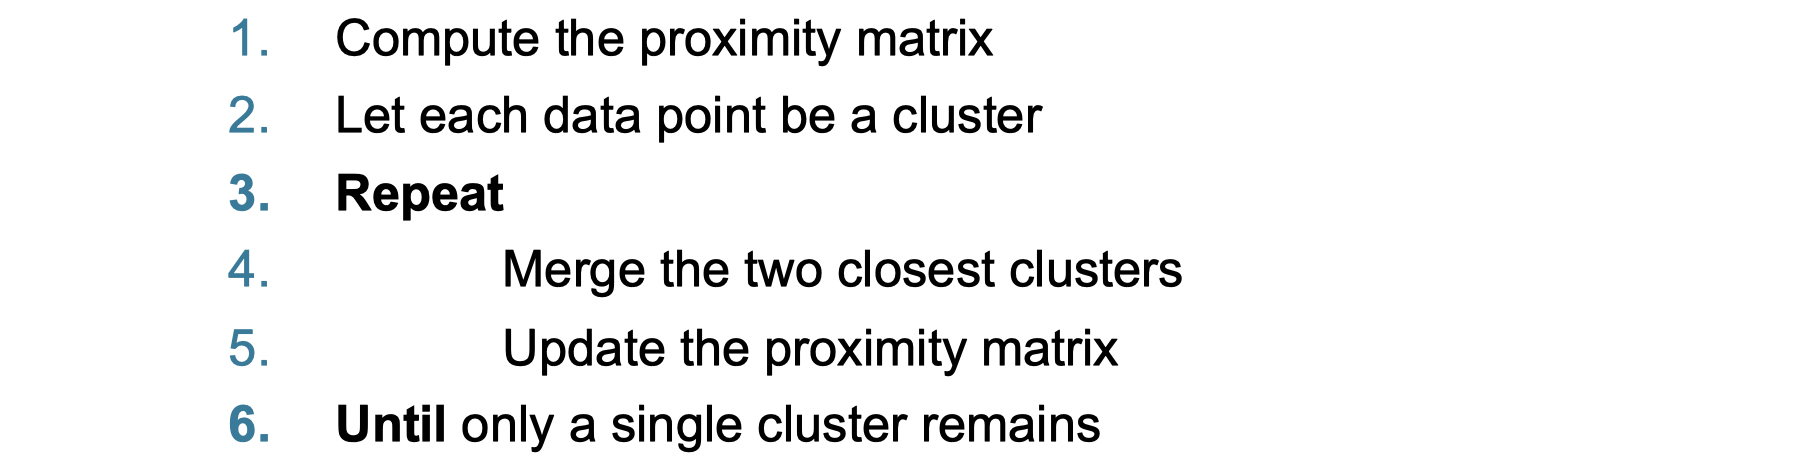 1. Compute the proximity matrix
2. Let each data point be a cluster
3. Repeat
4. Merge the two closest clusters
5. Update the proximity matrix
6. Until only a single cluster remains